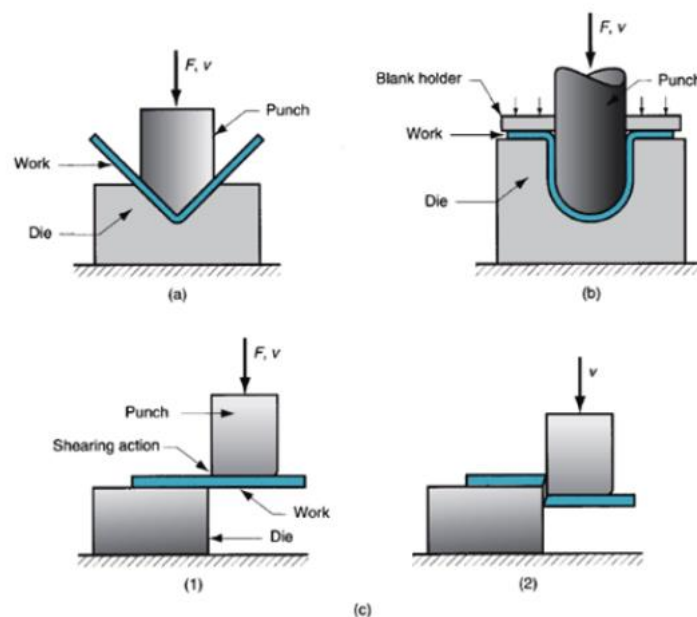 F, v
Punch
Work
Die
(a)
F, v
Blank holder
Punch
Work
Die
(b)
F, v
Punch
Shearing action
Work
Die
(1)
v
(2)
(c)